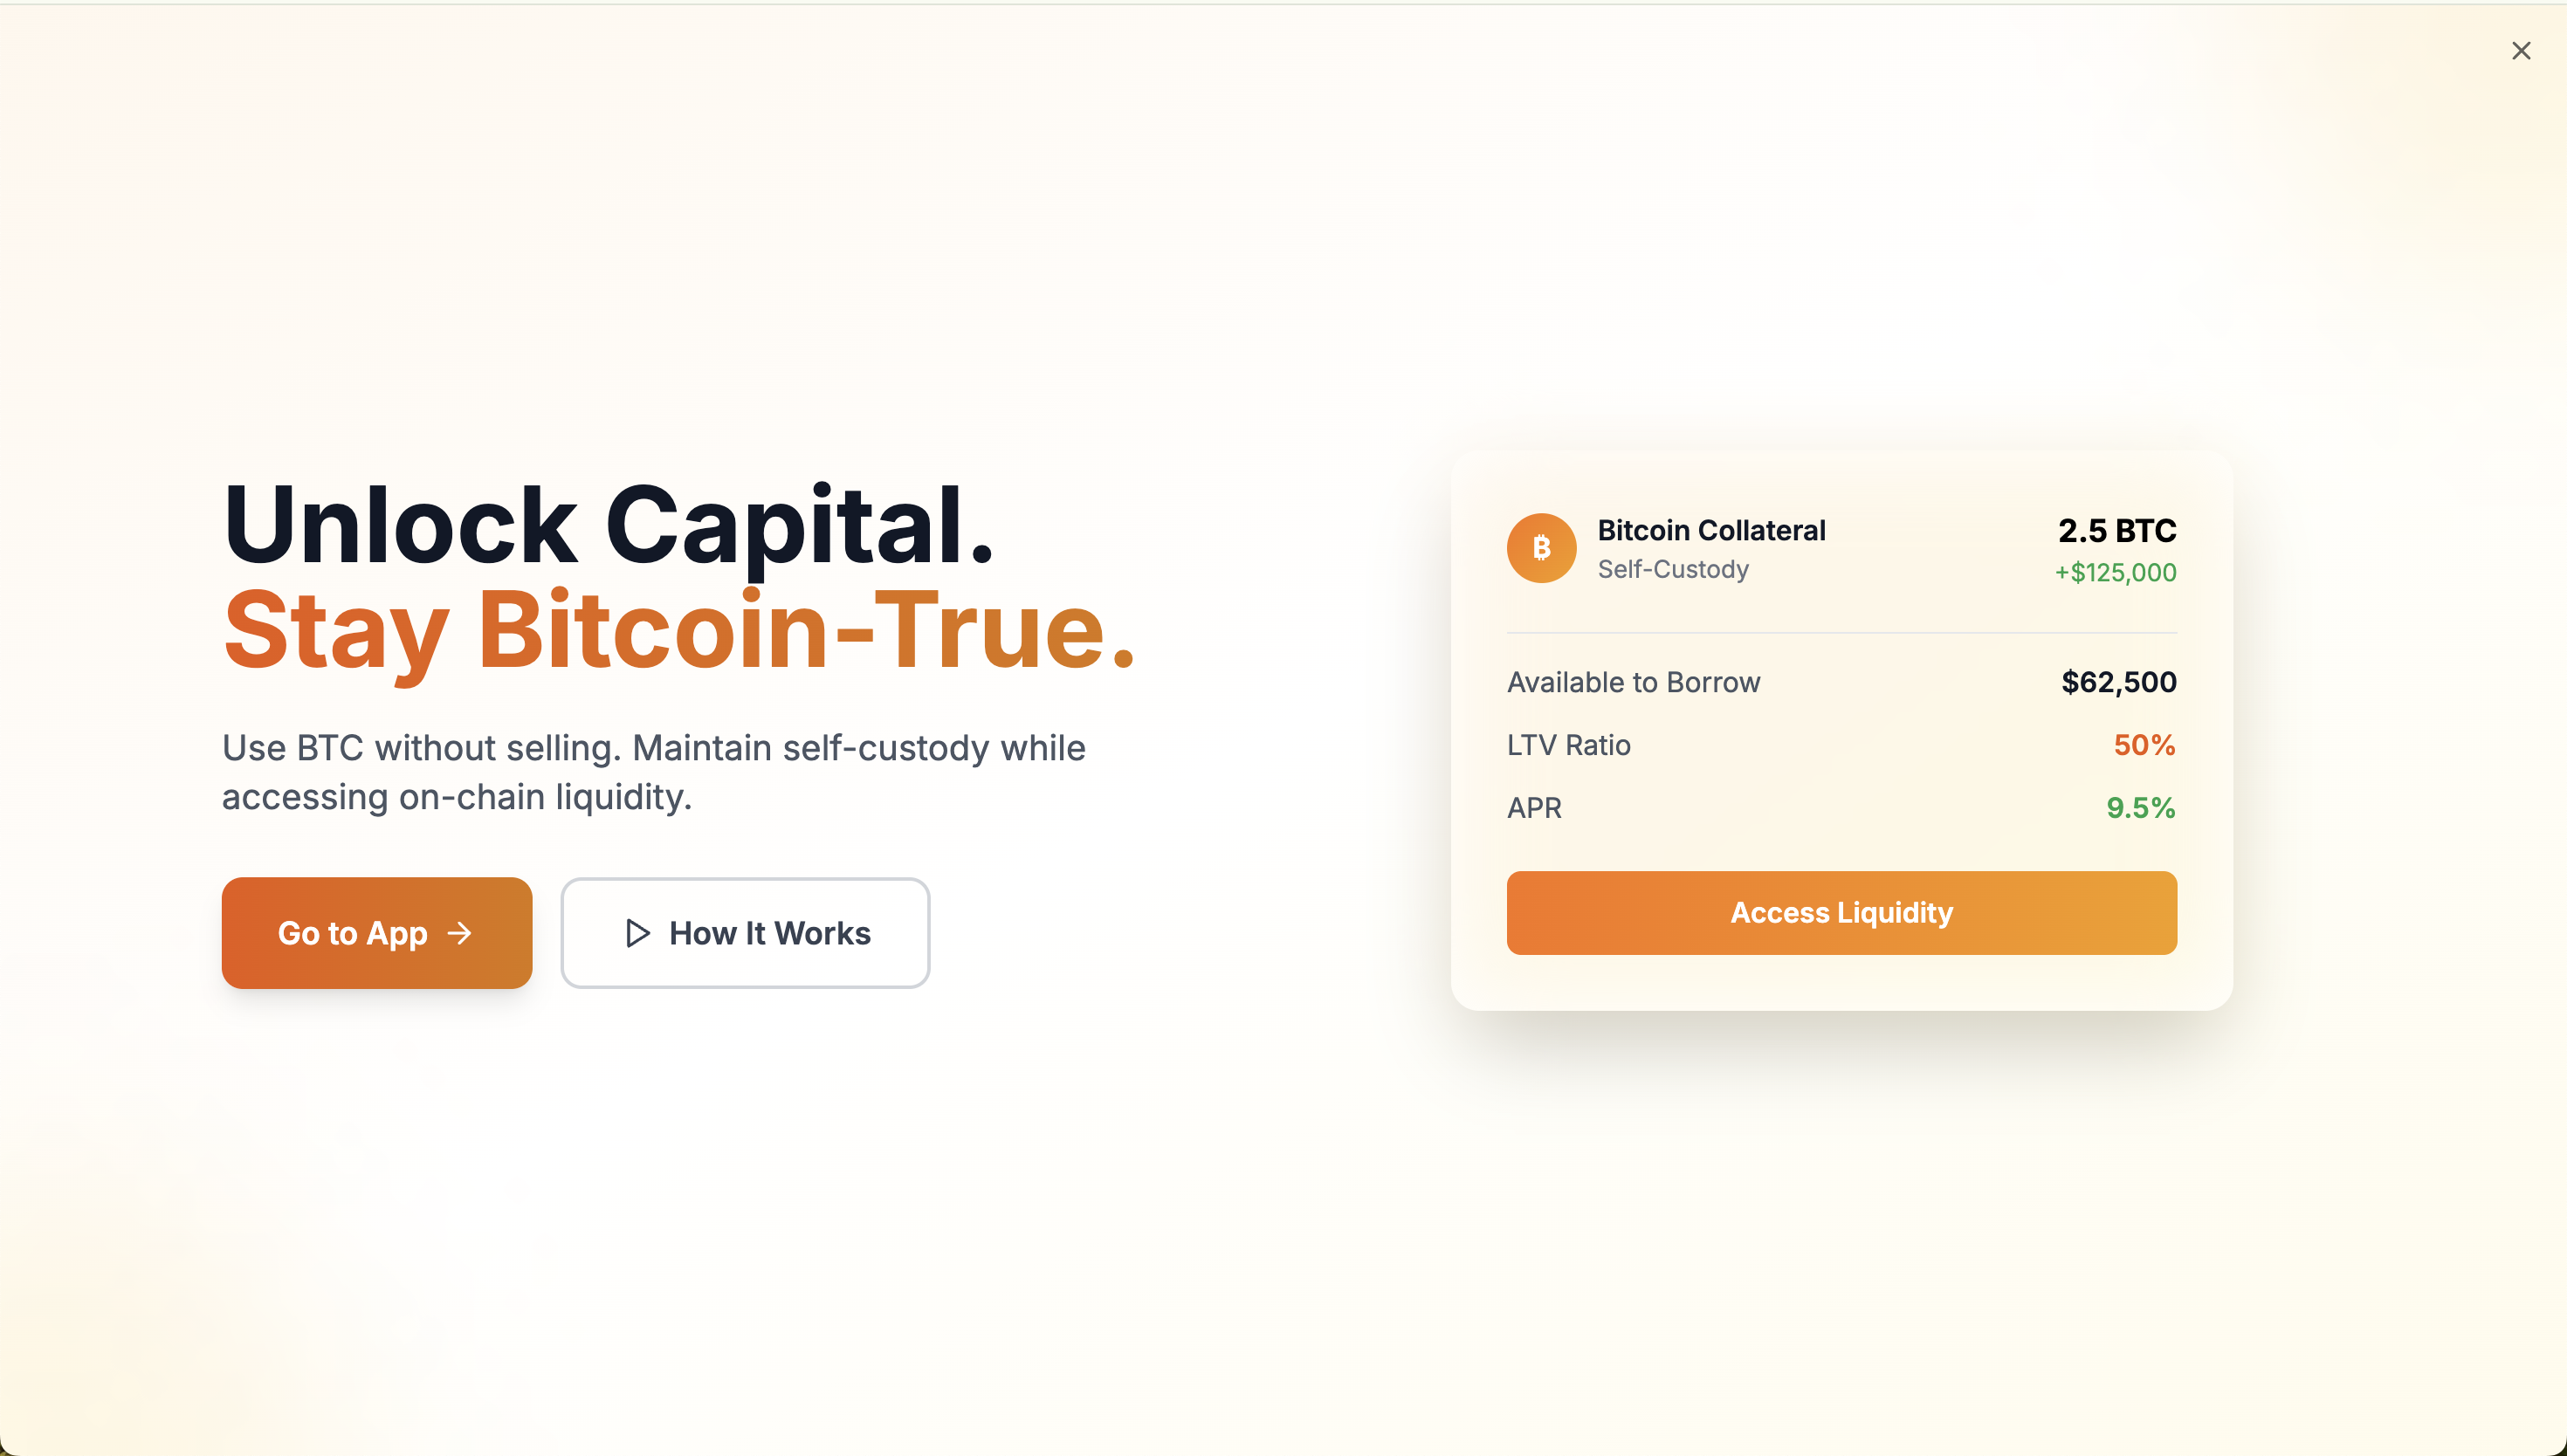 Unlock Capital.
Stay Bitcoin-True.
Use BTC without selling. Maintain self-custody while
accessing on-chain liquidity.
Go to App →
How It Works
₿
Bitcoin Collateral
Self-Custody
2.5 BTC
+$125,000
Available to Borrow $62,500
LTV Ratio 50%
APR 9.5%
Access Liquidity